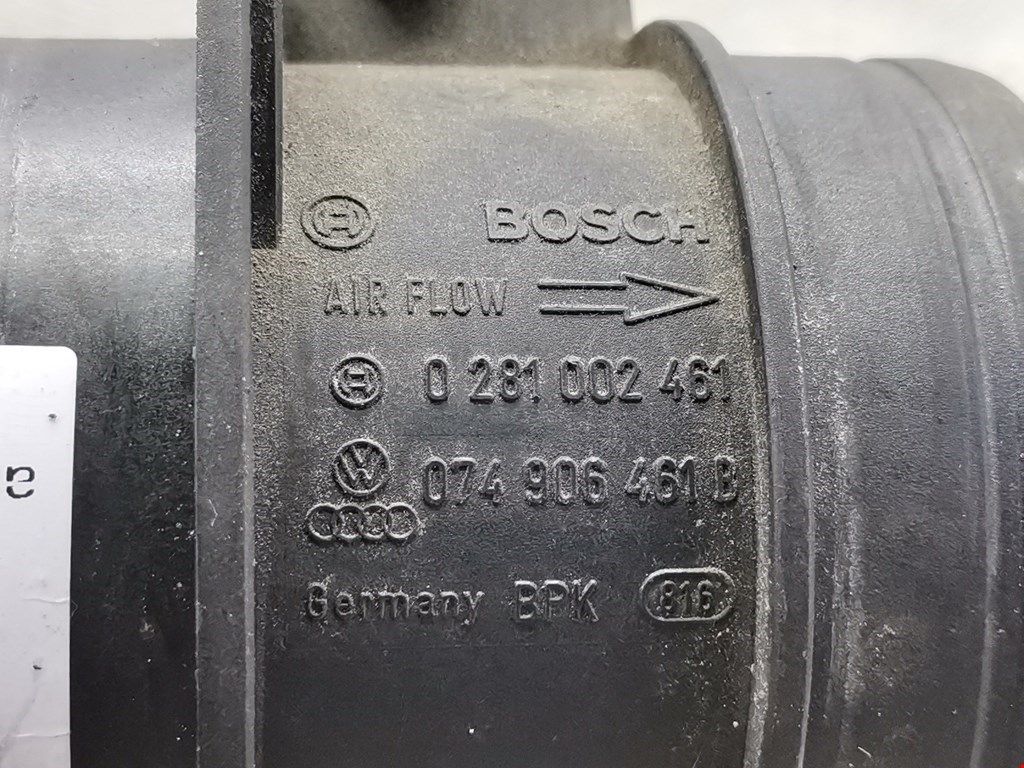 BOSCH
AIR FLOW
0 281 002 461
074 906 461 B
Germany BPK 816